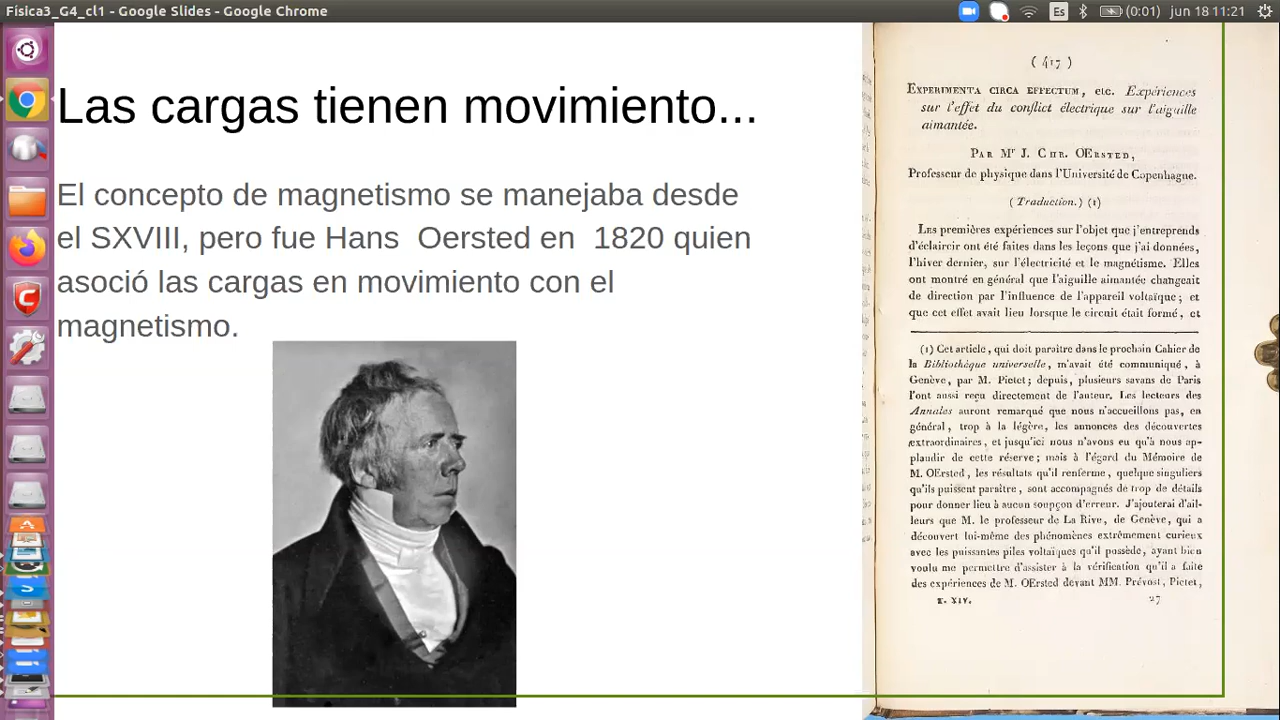 Física3_G4_cl1 - Google Slides - Google Chrome
Es
(0:01)
jun 18 11:21
Las cargas tienen movimiento...
El concepto de magnetismo se manejaba desde
el SXVIII, pero fue Hans Oersted en 1820 quien
asoció las cargas en movimiento con el
magnetismo.
( 417 )
EXPERIMENTA CIRCA EFFECTUM, etc. Expériences
sur l'effet du conflict électrique sur l'aiguille
aimantée.
PAR Mr J. CHR. OERSTED,
Professeur de physique dans l'Université de Copenhague.
(Traduction.) (1)
LES premières expériences sur l'objet que j'entreprends
d'éclaircir ont été faites dans les leçons que j'ai données,
l'hiver dernier, sur l'électricité et le magnétisme. Elles
ont montré en général que l'aiguille aimantée changeait
de direction par l'influence de l'appareil voltaïque ; et
que cet effet avait lieu lorsque le circuit était formé, et
(1) Cet article, qui doit paraître dans le prochain Cahier de
la Bibliothèque universelle, m'avait été communiqué, à
Genève, par M. Pictet ; depuis, plusieurs savans de Paris
l'ont aussi reçu directement de l'auteur. Les lecteurs des
Annales auront remarqué que nous n'accueillons pas, en
général, trop à la légère, les annonces des découvertes
extraordinaires, et jusqu'ici nous n'avons eu qu'à nous ap-
plaudir de cette réserve ; mais à l'égard du Mémoire de
M. OErsted, les résultats qu'il renferme, quelque singuliers
qu'ils puissent paraître, sont accompagnés de trop de détails
pour donner lieu à aucun soupçon d'erreur. J'ajouterai d'ail-
leurs que M. le professeur de La Rive, de Genève, qui a
découvert lui-même des phénomènes extrêmement curieux
avec les puissantes piles voltaïques qu'il possède, ayant bien
voulu me permettre d'assister à la vérification qu'il a faite
des expériences de M. OErsted devant MM. Prévost, Pictet,
T. XIV.
27